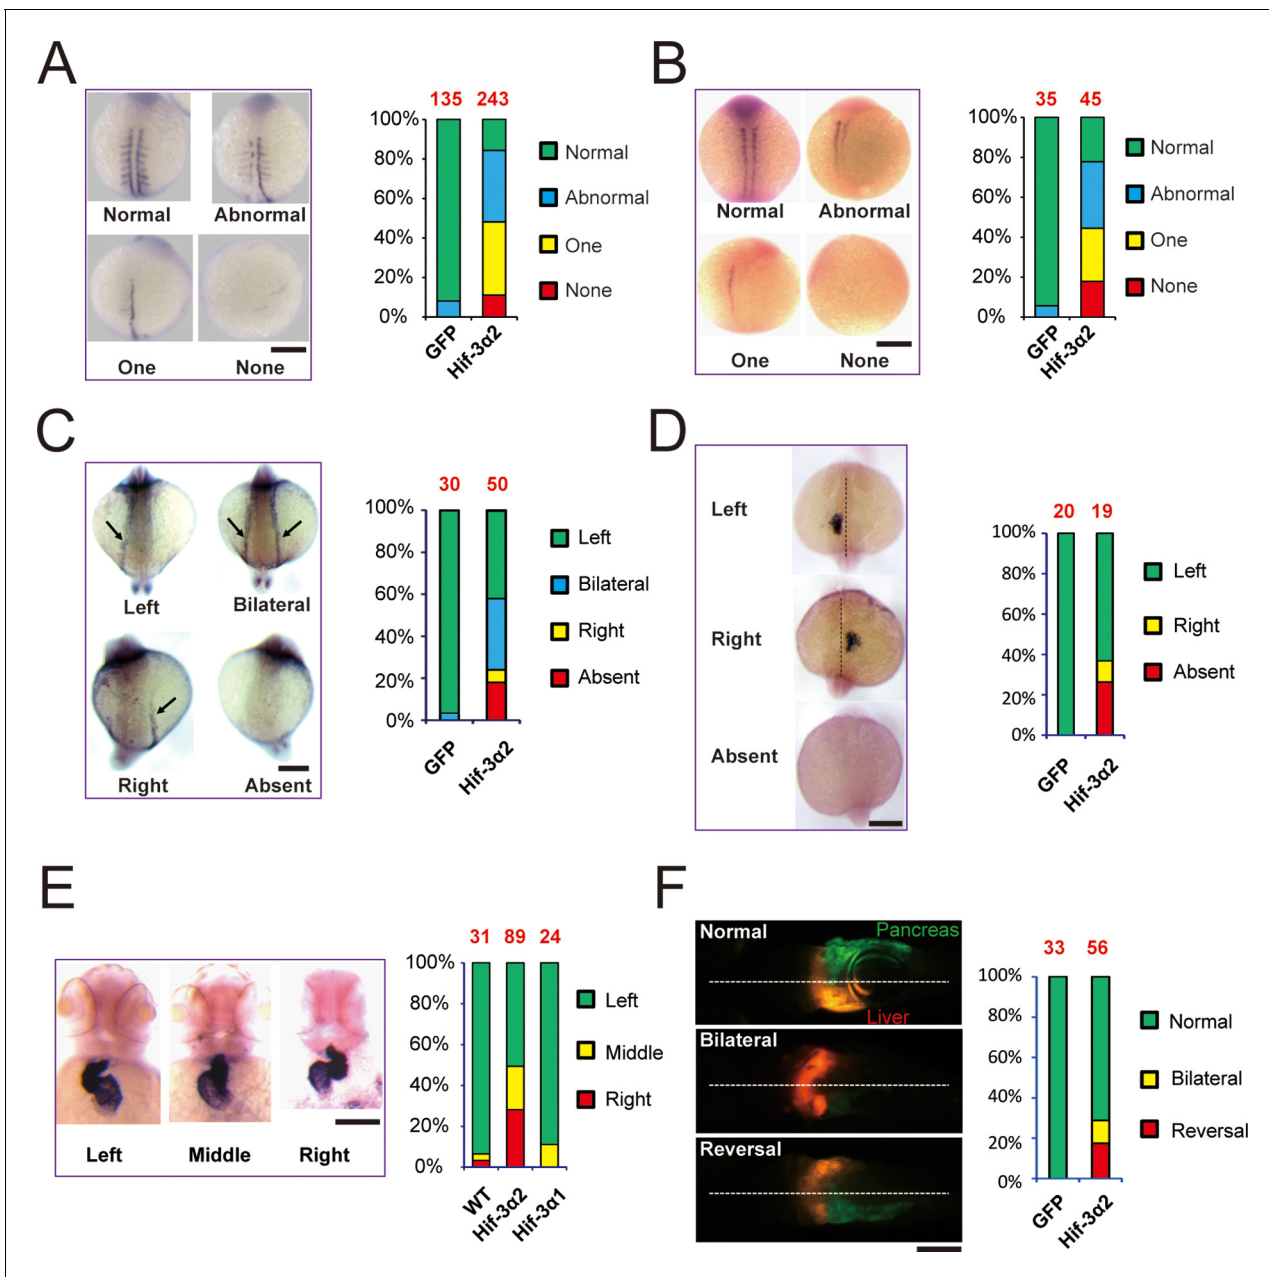 A
Normal
Abnormal
One
None
135 243
100%
80%
60%
40%
20%
0%
GFP
Hif-3α2
Normal
Abnormal
One
None
B
Normal
Abnormal
One
None
35 45
100%
80%
60%
40%
20%
0%
GFP
Hif-3α2
Normal
Abnormal
One
None
C
Left
Bilateral
Right
Absent
30 50
100%
80%
60%
40%
20%
0%
GFP
Hif-3α2
Left
Bilateral
Right
Absent
D
Left
Right
Absent
20 19
100%
80%
60%
40%
20%
0%
GFP
Hif-3α2
Left
Right
Absent
E
Left
Middle
Right
31 89 24
100%
80%
60%
40%
20%
0%
WT
Hif-3α2
Hif-3α1
Left
Middle
Right
F
Normal
Pancreas
Liver
Bilateral
Reversal
33 56
100%
80%
60%
40%
20%
0%
GFP
Hif-3α2
Normal
Bilateral
Reversal